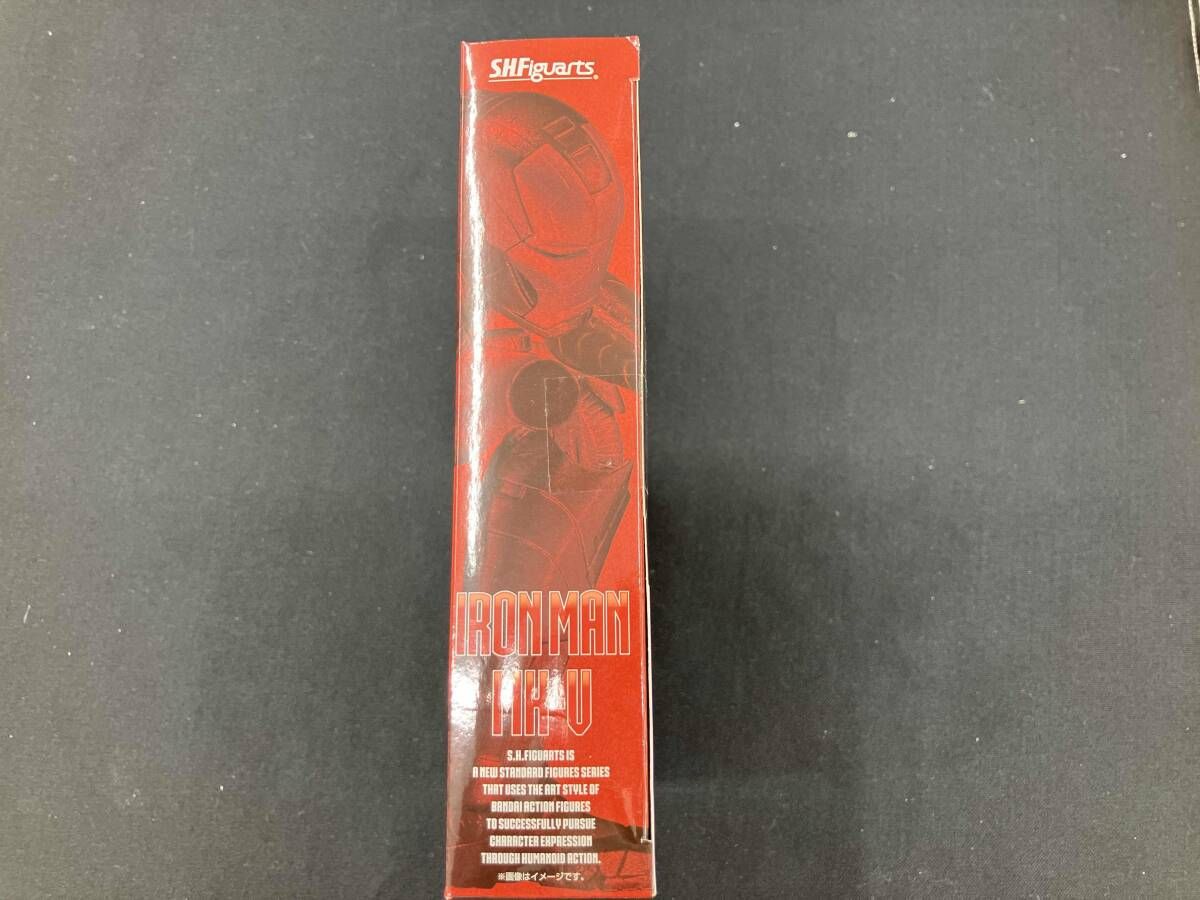 S.H.Figuarts
IRON MAN
MK-V
S.H.FIGUARTS IS
A NEW STANDARD FIGURES SERIES
THAT USES THE ART STYLE OF
BANDAI ACTION FIGURES
TO SUCCESSFULLY PURSUE
CHARACTER EXPRESSION
THROUGH HUMANOID ACTION.
※画像はイメージです。